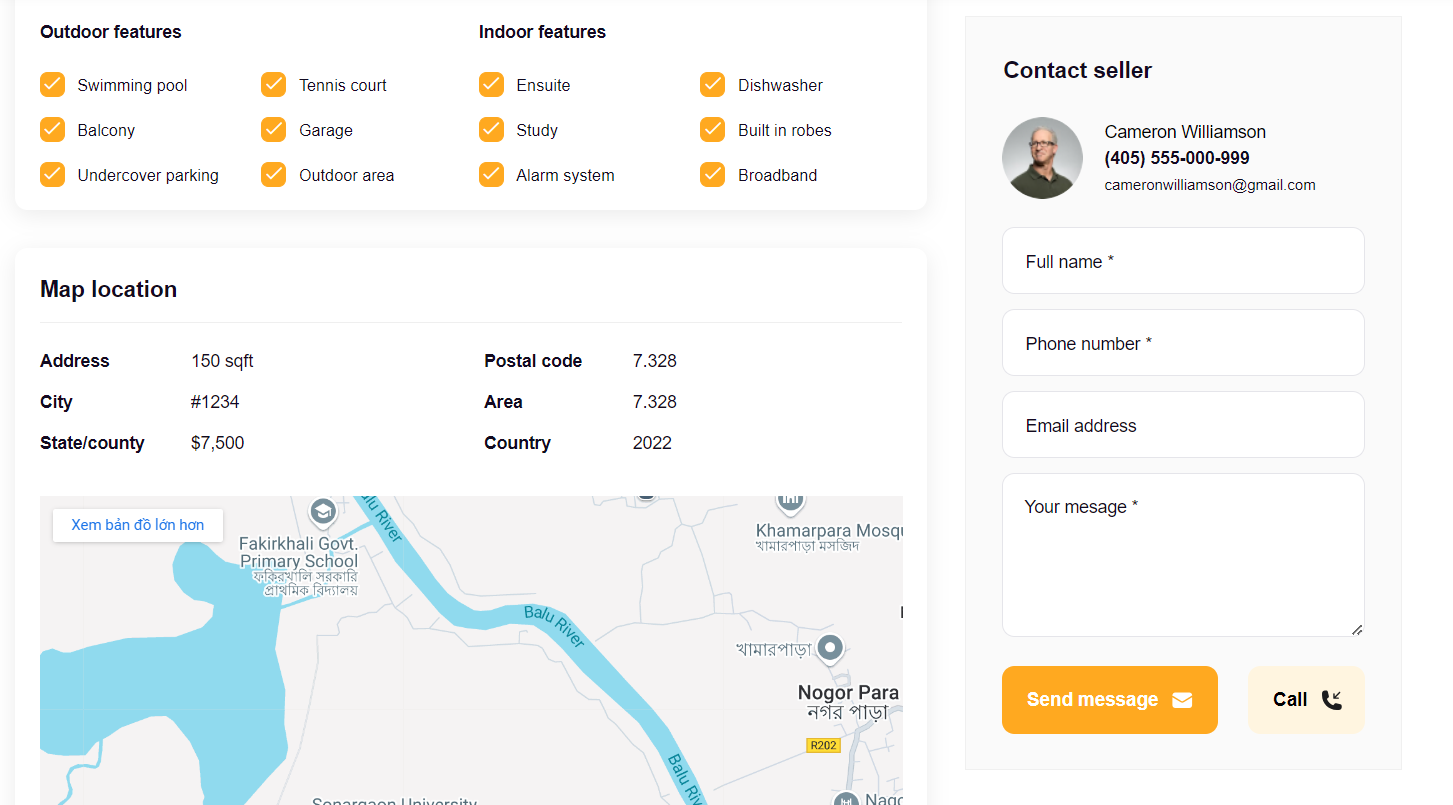 Outdoor features
Indoor features
Swimming pool
Tennis court
Ensuite
Dishwasher
Balcony
Garage
Study
Built in robes
Undercover parking
Outdoor area
Alarm system
Broadband
Map location
Address 150 sqft Postal code 7.328
City #1234 Area 7.328
State/county $7,500 Country 2022
Xem bản đồ lớn hơn
Fakirkhali Govt.
Primary School
ফকিরখালি সরকারি
প্রাথমিক বিদ্যালয়
Balu River
Khamarpara Mosqu
খামারপাড়া মসজিদ
Balu River
খামারপাড়া
Nogor Para
নগর পাড়া
R202
Balu Riv
Sonargaon University
Nago
Contact seller
Cameron Williamson
(405) 555-000-999
cameronwilliamson@gmail.com
Full name *
Phone number *
Email address
Your mesage *
Send message
Call